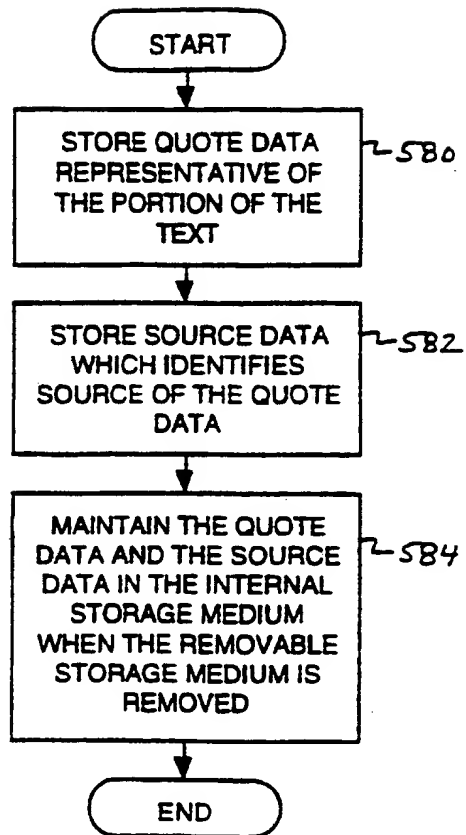 START
STORE QUOTE DATA
REPRESENTATIVE OF
THE PORTION OF THE
TEXT
580
STORE SOURCE DATA
WHICH IDENTIFIES
SOURCE OF THE QUOTE
DATA
582
MAINTAIN THE QUOTE
DATA AND THE SOURCE
DATA IN THE INTERNAL
STORAGE MEDIUM
WHEN THE REMOVABLE
STORAGE MEDIUM IS
REMOVED
584
END